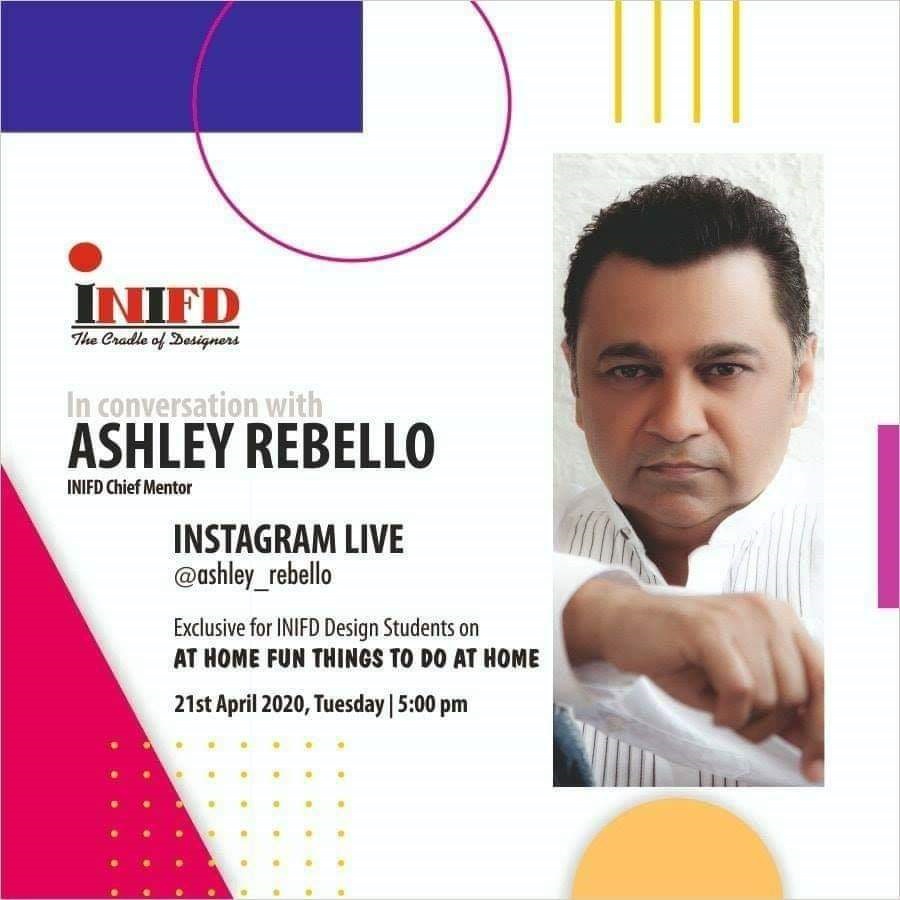 INIFD
The Cradle of Designers
In conversation with
ASHLEY REBELLO
INIFD Chief Mentor
INSTAGRAM LIVE
@ashley_rebello
Exclusive for INIFD Design Students on
AT HOME FUN THINGS TO DO AT HOME
21st April 2020, Tuesday | 5:00 pm